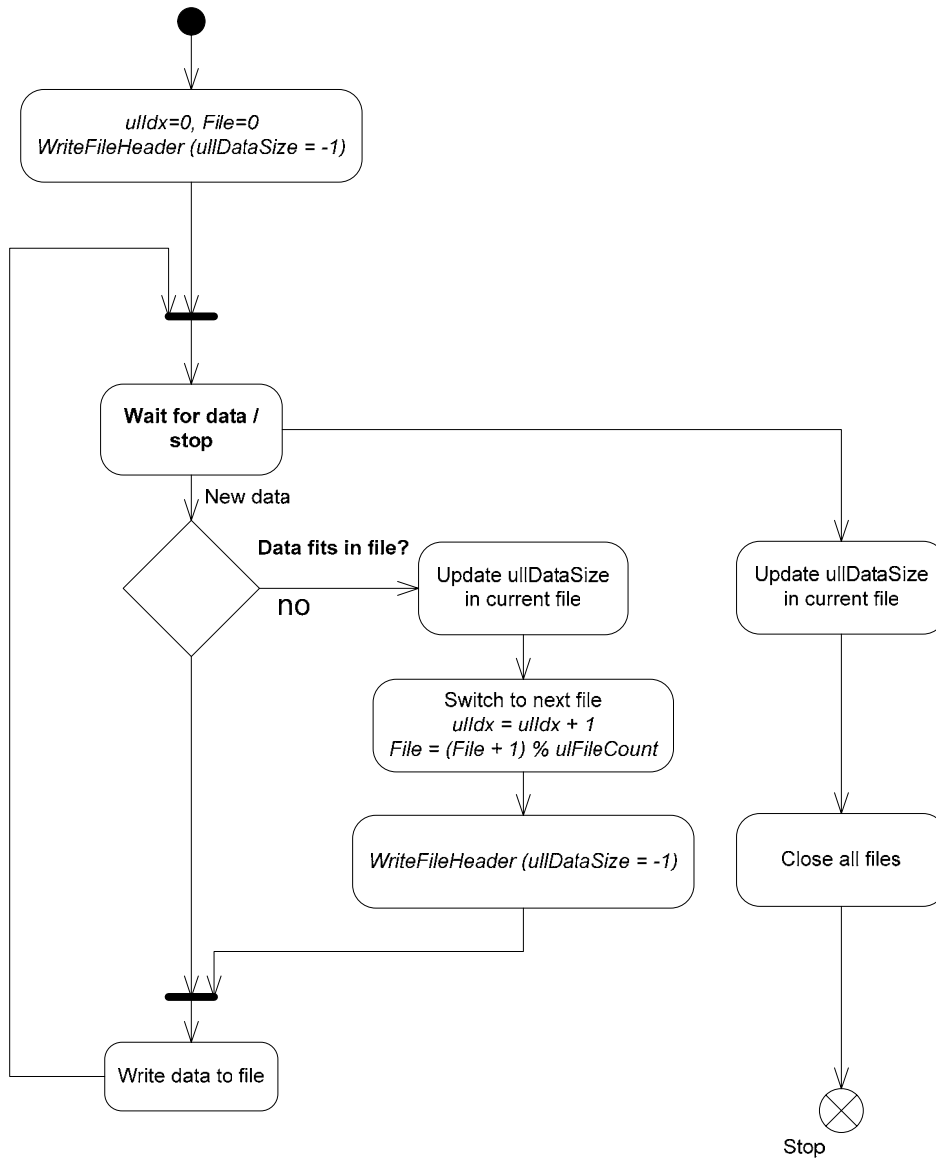 ulIdx=0, File=0
WriteFileHeader (ullDataSize = -1)
Wait for data /
stop
New data
Data fits in file?
no
Update ullDataSize
in current file
Update ullDataSize
in current file
Switch to next file
ulIdx = ulIdx + 1
File = (File + 1) % ulFileCount
WriteFileHeader (ullDataSize = -1)
Close all files
Write data to file
Stop